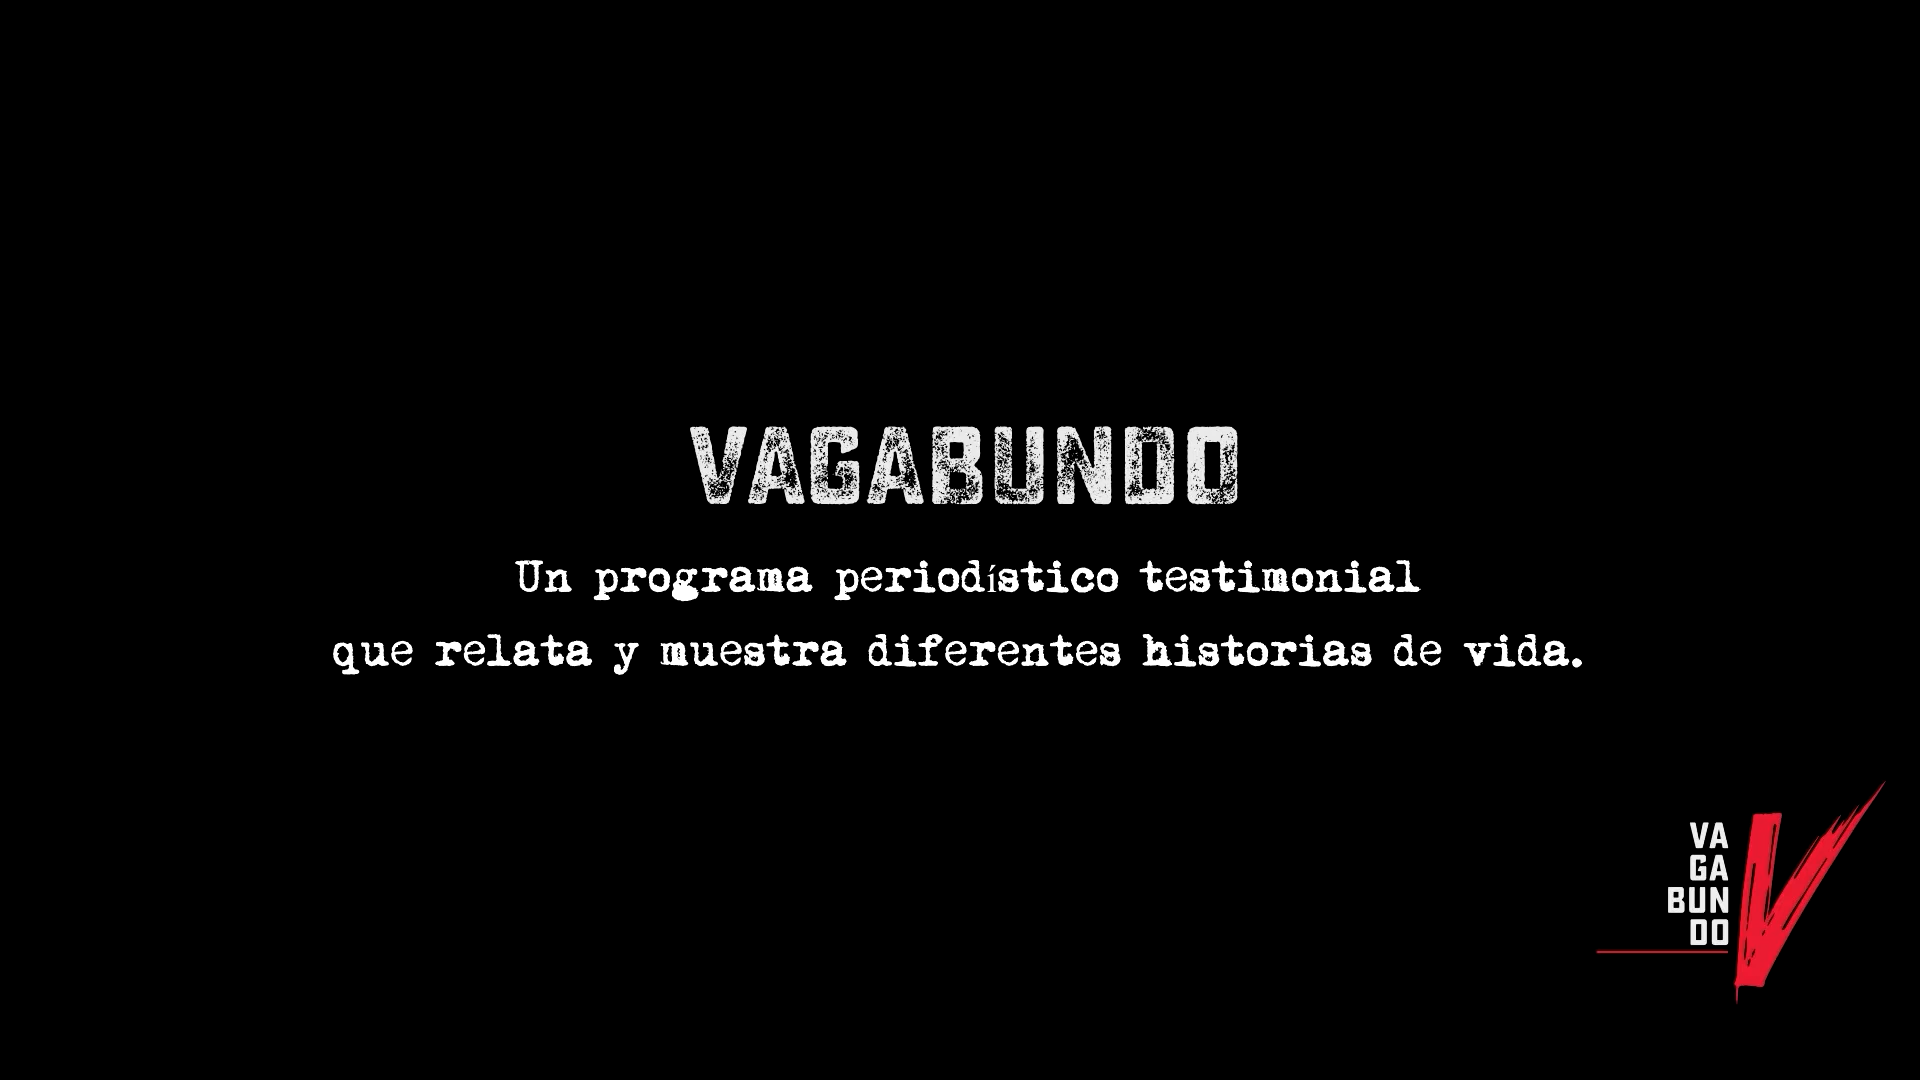 VAGABUNDO
Un programa periodístico testimonial
que relata y muestra diferentes historias de vida.
VA
GA
BUN
DO
V